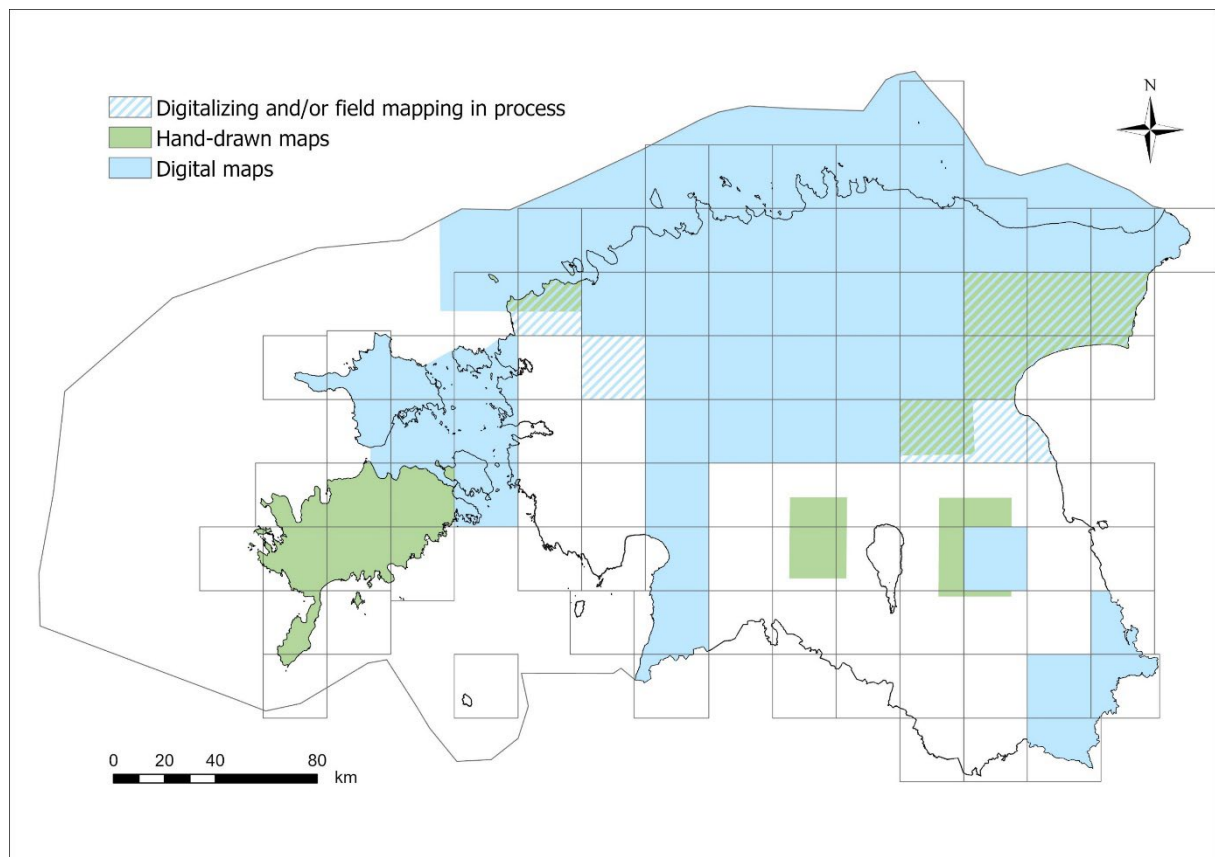 N
Digitalizing and/or field mapping in process
Hand-drawn maps
Digital maps
0 20 40 80
km